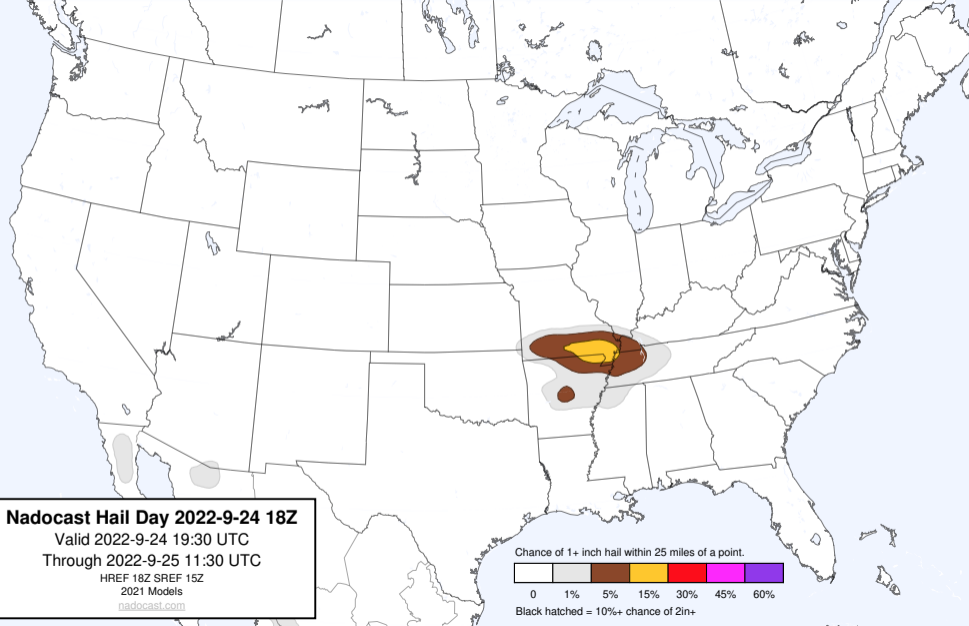 Nadocast Hail Day 2022-9-24 18Z
Valid 2022-9-24 19:30 UTC
Through 2022-9-25 11:30 UTC
HREF 18Z SREF 15Z
2021 Models
nadocast.com
Chance of 1+ inch hail within 25 miles of a point.
0 1% 5% 15% 30% 45% 60%
Black hatched = 10%+ chance of 2in+